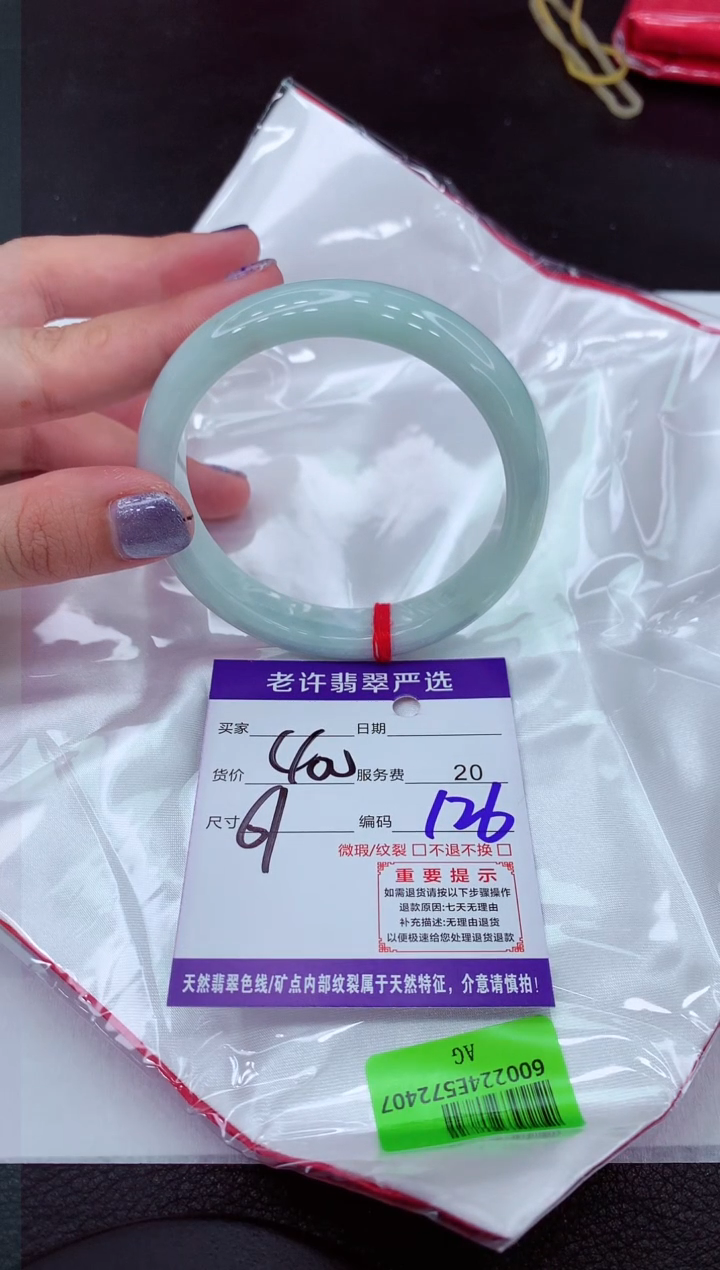 老许翡翠严选
买家 日期
货价 服务费 20
尺寸 编码 126
微瑕/纹裂 □ 不退不换 □
重要提示
如需退货请按以下步骤操作
退款原因:七天无理由
补充描述:无理由退货
以便极速给您处理退货退款
天然翡翠色线/矿点内部纹裂属于天然特征，介意请慎拍!
AG
600224E572407